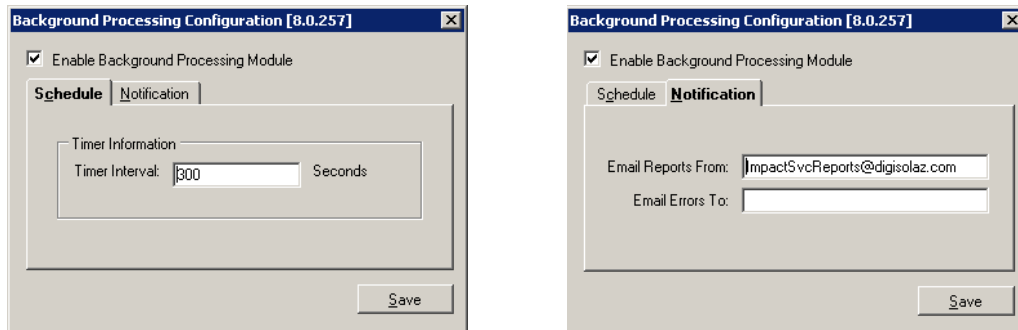 Background Processing Configuration [8.0.257]
Enable Background Processing Module
Schedule Notification
Timer Information
Timer Interval: 300 Seconds
Save
Background Processing Configuration [8.0.257]
Enable Background Processing Module
Schedule Notification
Email Reports From: ImpactSvcReports@digisolaz.com
Email Errors To:
Save